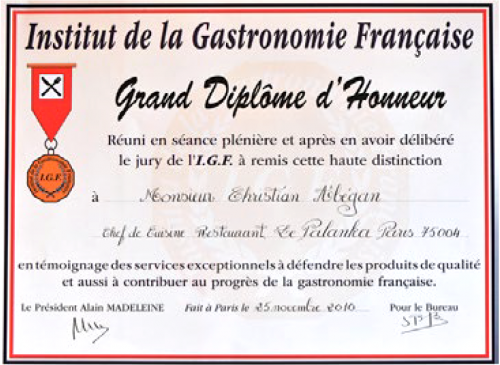 Institut de la Gastronomie Française
Grand Diplôme d'Honneur
Réuni en séance plénière et après en avoir délibéré
le jury de l'I.G.F. à remis cette haute distinction
I.G.F.
à Monsieur Christian Abégan
Chef de Cuisine Restaurant Le Palanka Paris 75004
en témoignage des services exceptionnels à défendre les produits de qualité
et aussi à contribuer au progrès de la gastronomie française.
Le Président Alain MADELEINE Fait à Paris le 25 novembre 2010 Pour le Bureau